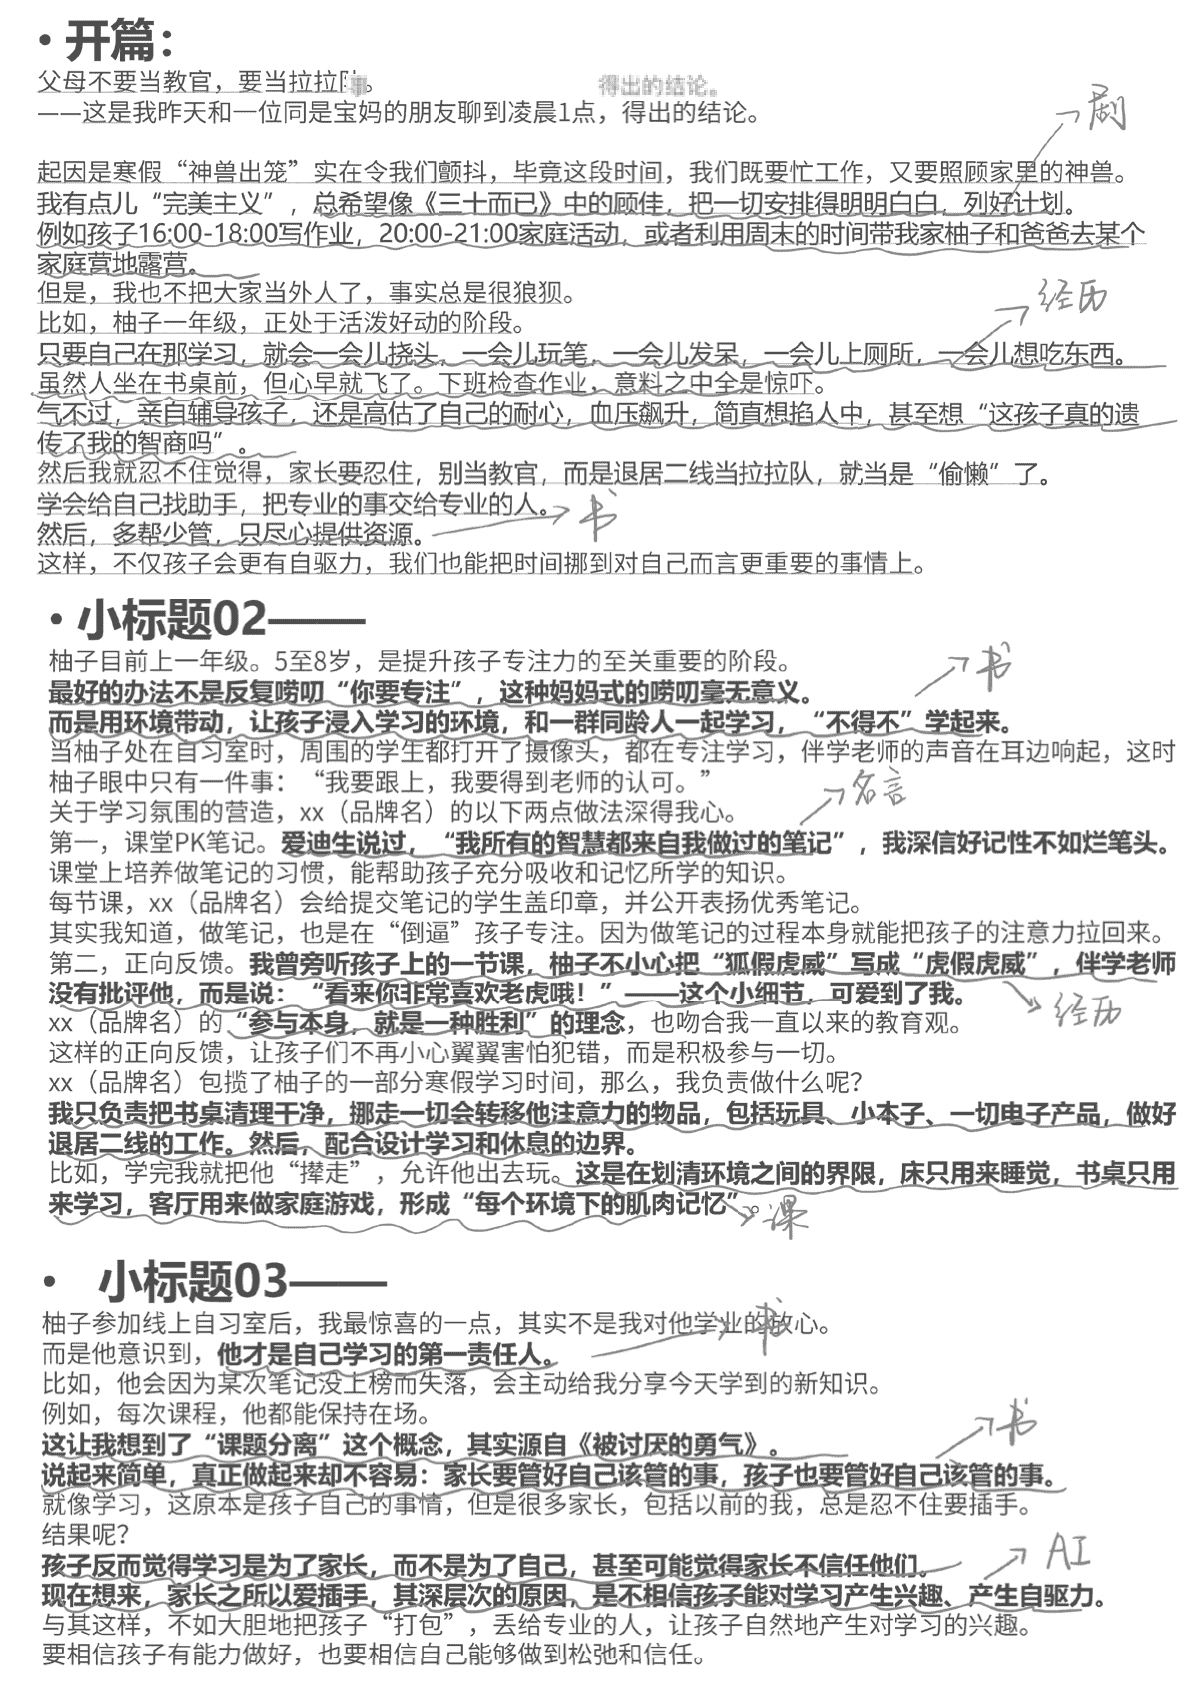 • 开篇：
父母不要当教官，要当拉拉队。
得出的结论。
——这是我昨天和一位同是宝妈的朋友聊到凌晨1点，得出的结论。
剧
起因是寒假“神兽出笼”实在令我们颤抖，毕竟这段时间，我们既要忙工作，又要照顾家里的神兽。
我有点儿“完美主义”，总希望像《三十而已》中的顾佳，把一切安排得明明白白，列好计划。
例如孩子16:00-18:00写作业，20:00-21:00家庭活动，或者利用周末的时间带我家柚子和爸爸去某个
家庭营地露营。
但是，我也不把大家当外人了，事实总是很狼狈。
经历
比如，柚子一年级，正处于活泼好动的阶段。
只要自己在那学习，就会一会儿挠头，一会儿玩笔，一会儿发呆，一会儿上厕所，一会儿想吃东西。
虽然人坐在书桌前，但心早就飞了。下班检查作业，意料之中全是惊吓。
气不过，亲自辅导孩子，还是高估了自己的耐心，血压飙升，简直想掐人中，甚至想“这孩子真的遗
传了我的智商吗”。
然后我就忍不住觉得，家长要忍住，别当教官，而是退居二线当拉拉队，就当是“偷懒”了。
学会给自己找助手，把专业的事交给专业的人。
书
然后，多帮少管，只尽心提供资源。
这样，不仅孩子会更有自驱力，我们也能把时间挪到对自己而言更重要的事情上。
• 小标题02——
柚子目前上一年级。5至8岁，是提升孩子专注力的至关重要的阶段。
书
最好的办法不是反复唠叨“你要专注”，这种妈妈式的唠叨毫无意义。
而是用环境带动，让孩子浸入学习的环境，和一群同龄人一起学习，“不得不”学起来。
当柚子处在自习室时，周围的学生都打开了摄像头，都在专注学习，伴学老师的声音在耳边响起，这时
柚子眼中只有一件事：“我要跟上，我要得到老师的认可。”
名言
关于学习氛围的营造，xx（品牌名）的以下两点做法深得我心。
第一，课堂PK笔记。爱迪生说过，“我所有的智慧都来自我做过的笔记”，我深信好记性不如烂笔头。
课堂上培养做笔记的习惯，能帮助孩子充分吸收和记忆所学的知识。
每节课，xx（品牌名）会给提交笔记的学生盖印章，并公开表扬优秀笔记。
其实我知道，做笔记，也是在“倒逼”孩子专注。因为做笔记的过程本身就能把孩子的注意力拉回来。
第二，正向反馈。我曾旁听孩子上的一节课，柚子不小心把“狐假虎威”写成“虎假虎威”，伴学老师
没有批评他，而是说：“看来你非常喜欢老虎哦！”——这个小细节，可爱到了我。
经历
xx（品牌名）的“参与本身，就是一种胜利”的理念，也吻合我一直以来的教育观。
这样的正向反馈，让孩子们不再小心翼翼害怕犯错，而是积极参与一切。
xx（品牌名）包揽了柚子的一部分寒假学习时间，那么，我负责做什么呢？
我只负责把书桌清理干净，挪走一切会转移他注意力的物品，包括玩具、小本子、一切电子产品，做好
退居二线的工作。然后，配合设计学习和休息的边界。
比如，学完我就把他“撵走”，允许他出去玩。这是在划清环境之间的界限，床只用来睡觉，书桌只用
来学习，客厅用来做家庭游戏，形成“每个环境下的肌肉记忆”。
课
• 小标题03——
柚子参加线上自习室后，我最惊喜的一点，其实不是我对他学业的放心。
书
而是他意识到，他才是自己学习的第一责任人。
比如，他会因为某次笔记没上榜而失落，会主动给我分享今天学到的新知识。
例如，每次课程，他都能保持在场。
书
这让我想到了“课题分离”这个概念，其实源自《被讨厌的勇气》。
说起来简单，真正做起来却不容易：家长要管好自己该管的事，孩子也要管好自己该管的事。
就像学习，这原本是孩子自己的事情，但是很多家长，包括以前的我，总是忍不住要插手。
结果呢？
AI
孩子反而觉得学习是为了家长，而不是为了自己，甚至可能觉得家长不信任他们。
现在想来，家长之所以爱插手，其深层次的原因，是不相信孩子能对学习产生兴趣、产生自驱力。
与其这样，不如大胆地把孩子“打包”，丢给专业的人，让孩子自然地产生对学习的兴趣。
要相信孩子有能力做好，也要相信自己能够做到松弛和信任。